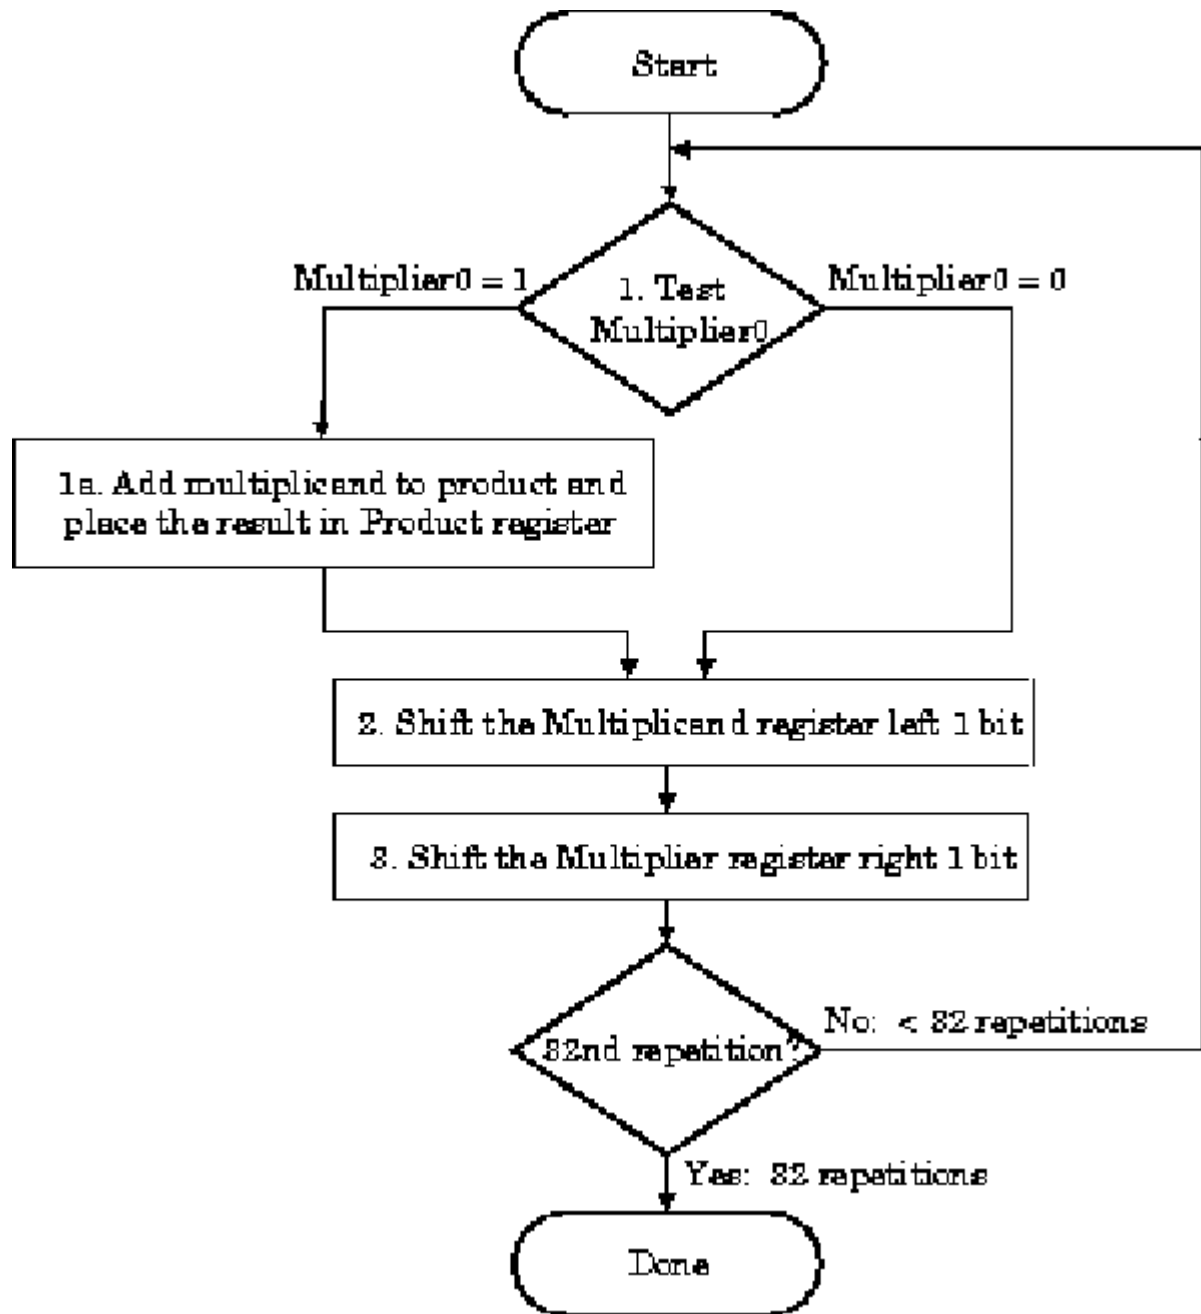 Start
Multiplier0 = 1
1. Test
Multiplier0
Multiplier0 = 0
1a. Add multiplicand to product and
place the result in Product register
2. Shift the Multiplicand register left 1 bit
3. Shift the Multiplier register right 1 bit
32nd repetition?
No: < 32 repetitions
Yes: 32 repetitions
Done